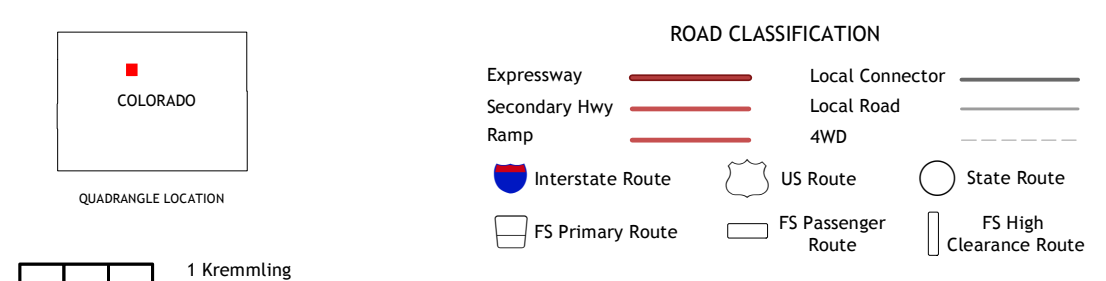 COLORADO
QUADRANGLE LOCATION
1 Kremmling
ROAD CLASSIFICATION
Expressway
Local Connector
Secondary Hwy
Local Road
Ramp
4WD
Interstate Route
US Route
State Route
FS Primary Route
FS Passenger
Route
FS High
Clearance Route